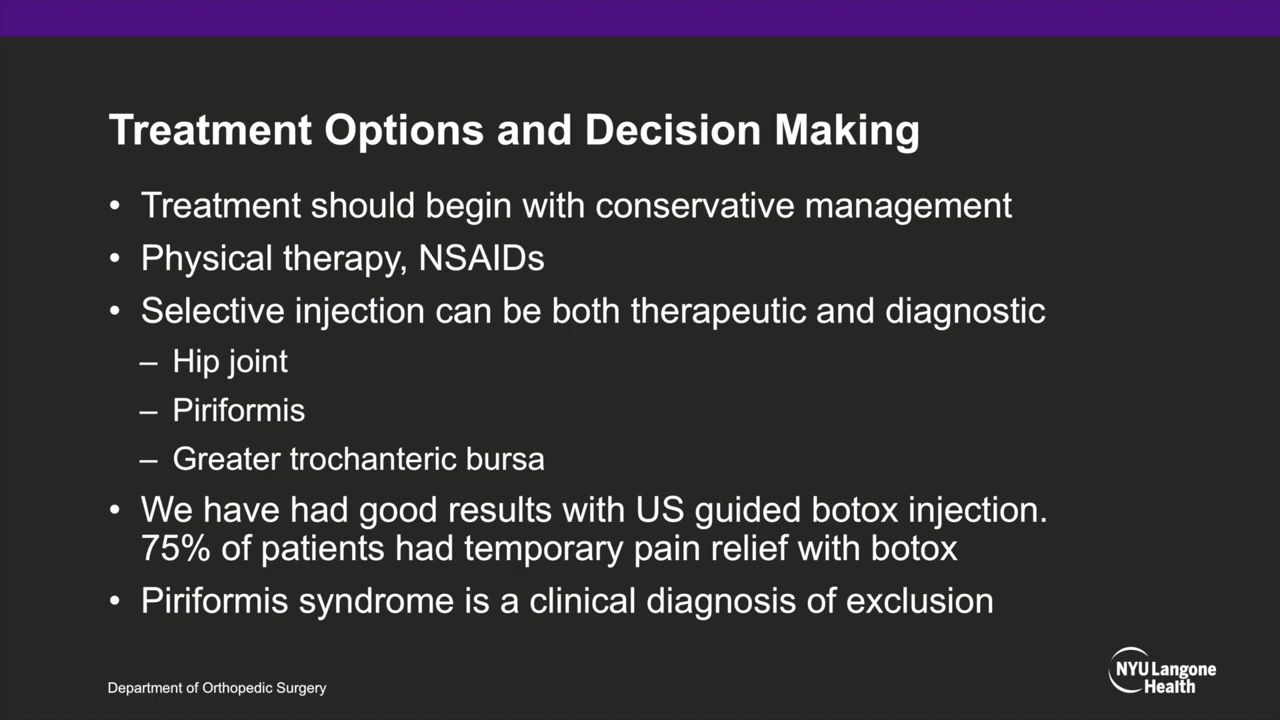 Treatment Options and Decision Making
• Treatment should begin with conservative management
• Physical therapy, NSAIDs
• Selective injection can be both therapeutic and diagnostic
– Hip joint
– Piriformis
– Greater trochanteric bursa
• We have had good results with US guided botox injection.
75% of patients had temporary pain relief with botox
• Piriformis syndrome is a clinical diagnosis of exclusion
Department of Orthopedic Surgery
NYU Langone
Health